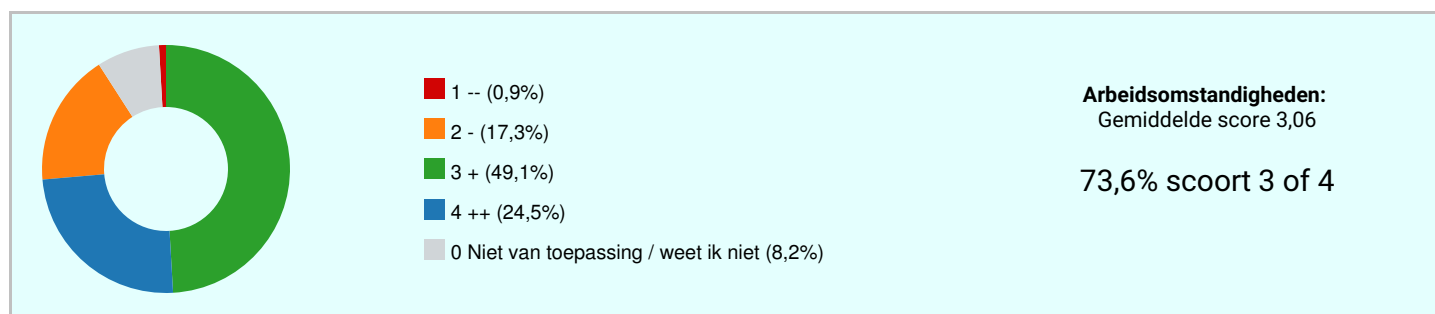 1 -- (0,9%)
2 - (17,3%)
3 + (49,1%)
4 ++ (24,5%)
0 Niet van toepassing / weet ik niet (8,2%)
Arbeidsomstandigheden:
Gemiddelde score 3,06
73,6% scoort 3 of 4